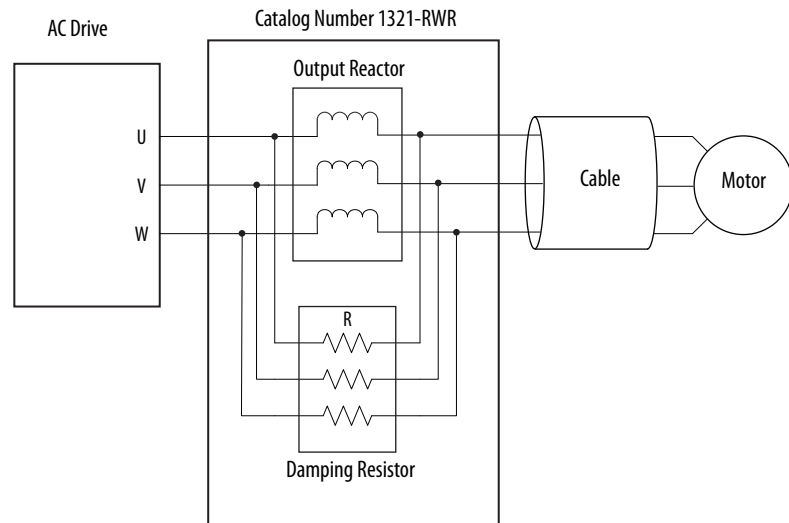 Catalog Number 1321-RWR
AC Drive
Output Reactor
U
V
W
Cable
Motor
R
Damping Resistor